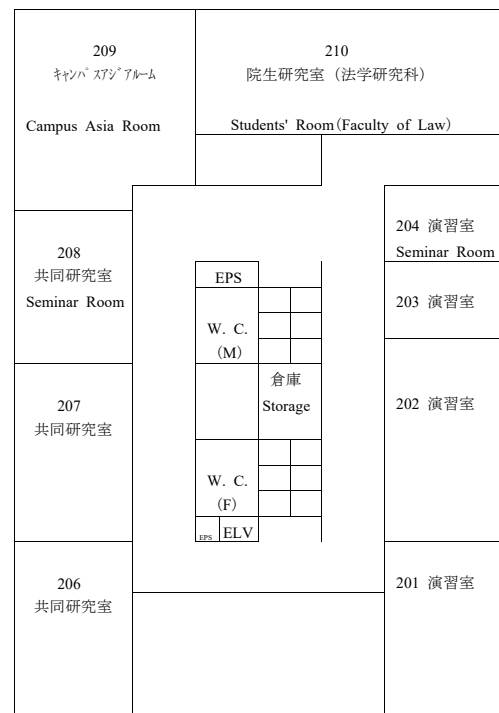 209
ｷｬﾝﾊﾟｽｱｼﾞｱﾙｰﾑ
Campus Asia Room
210
院生研究室（法学研究科）
Students' Room(Faculty of Law)
208
共同研究室
Seminar Room
204 演習室
Seminar Room
EPS
203 演習室
W. C.
(M)
倉庫
Storage
207
共同研究室
202 演習室
W. C.
(F)
EPS
ELV
206
共同研究室
201 演習室